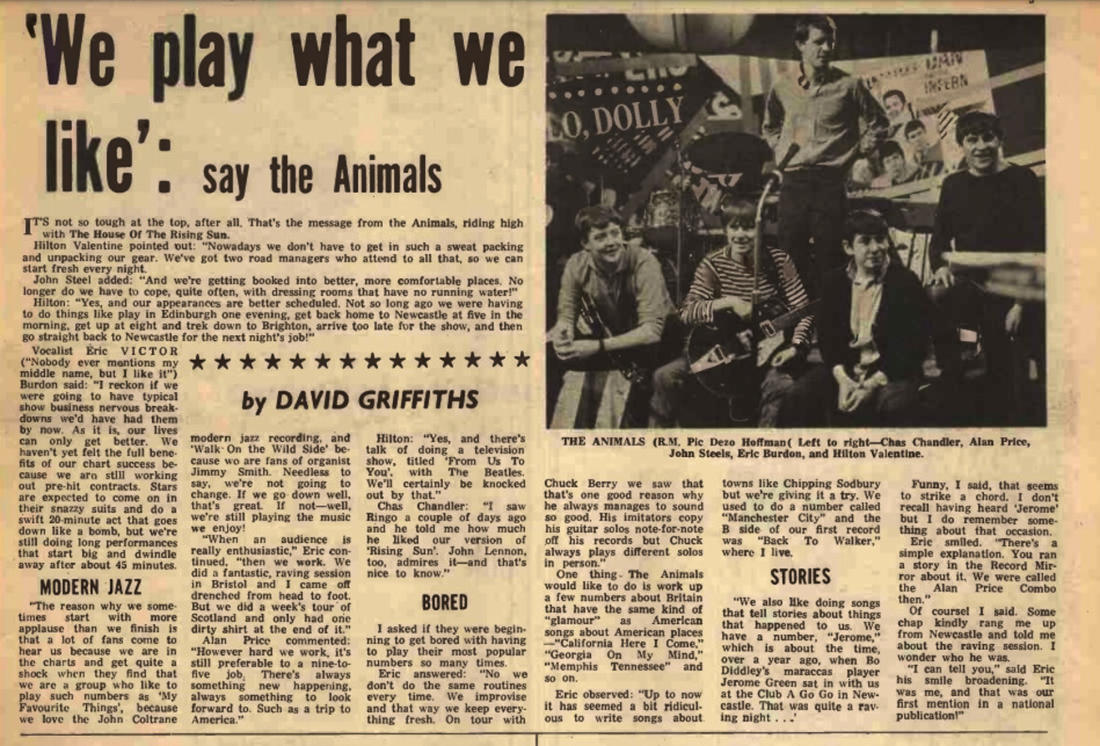 'We play what we
like': say the Animals
IT'S not so tough at the top, after all. That's the message from the Animals, riding high
with The House Of The Rising Sun.
Hilton Valentine pointed out: "Nowadays we don't have to get in such a sweat packing
and unpacking our gear. We've got two road managers who attend to all that, so we can
start fresh every night.
John Steel added: "And we're getting booked into better, more comfortable places. No
longer do we have to cope, quite often, with dressing rooms that have no running water!"
Hilton: "Yes, and our appearances are better scheduled. Not so long ago we were having
to do things like play in Edinburgh one evening, get back home to Newcastle at five in the
morning, get up at eight and trek down to Brighton, arrive too late for the show, and then
go straight back to Newcastle for the next night's job!"
Vocalist Eric VICTOR
("Nobody ever mentions my
middle name, but I like it")
Burdon said: "I reckon if we
were going to have typical
show business nervous break-
downs we'd have had them
by now. As it is, our lives
can only get better. We
haven't yet felt the full bene-
fits of our chart success be-
cause we are still working
out pre-hit contracts. Stars
are expected to come on in
their snazzy suits and do a
swift 20-minute act that goes
down like a bomb, but we're
still doing long performances
that start big and dwindle
away after about 45 minutes.
MODERN JAZZ
"The reason why we some-
times start with more
applause than we finish is
that a lot of fans come to
hear us because we are in
the charts and get quite a
shock when they find that
we are a group who like to
play such numbers as 'My
Favourite Things', because
we love the John Coltrane
★ ★ ★ ★ ★ ★ ★ ★ ★ ★ ★ ★ ★ ★
by DAVID GRIFFITHS
modern jazz recording, and
'Walk On the Wild Side' be-
cause wo are fans of organist
Jimmy Smith. Needless to
say, we're not going to
change. If we go down well,
that's great. If not—well,
we're still playing the music
we enjoy!
"When an audience is
really enthusiastic," Eric con-
tinued, "then we work. We
did a fantastic, raving session
in Bristol and I came off
drenched from head to foot.
But we did a week's tour of
Scotland and only had one
dirty shirt at the end of it."
Alan Price commented:
"However hard we work, it's
still preferable to a nine-to-
five job. There's always
something new happening,
always something to look
forward to. Such as a trip to
America."
Hilton: "Yes, and there's
talk of doing a television
show, titled 'From Us To
You', with The Beatles.
We'll certainly be knocked
out by that."
Chas Chandler: "I saw
Ringo a couple of days ago
and he told me how much
he liked our version of
'Rising Sun'. John Lennon,
too, admires it—and that's
nice to know."
BORED
I asked if they were begin-
ning to get bored with having
to play their most popular
numbers so many times.
Eric answered: "No we
don't do the same routines
every time. We improvise
and that way we keep every-
thing fresh. On tour with
LO, DOLLY
MAN
INFERN
THE ANIMALS (R.M. Pic Dezo Hoffman( Left to right—Chas Chandler, Alan Price,
John Steels, Eric Burdon, and Hilton Valentine.
Chuck Berry we saw that
that's one good reason why
he always manages to sound
so good. His imitators copy
his guitar solos note-for-note
off his records but Chuck
always plays different solos
in person."
One thing The Animals
would like to do is work up
a few numbers about Britain
that have the same kind of
"glamour" as American
songs about American places
—"California Here I Come,"
"Georgia On My Mind,"
"Memphis Tennessee" and
so on.
Eric observed: "Up to now
it has seemed a bit ridicul-
ous to write songs about
towns like Chipping Sodbury
but we're giving it a try. We
used to do a number called
"Manchester City" and the
B side of our first record
was "Back To Walker,"
where I live.
STORIES
"We also like doing songs
that tell stories about things
that happened to us. We
have a number, "Jerome,"
which is about the time,
over a year ago, when Bo
Diddley's maraccas player
Jerome Green sat in with us
at the Club A Go Go in New-
castle. That was quite a rav-
ing night . . .'
Funny, I said, that seems
to strike a chord. I don't
recall having heard 'Jerome'
but I do remember some-
thing about that occasion.
Eric smiled. "There's a
simple explanation. You ran
a story in the Record Mir-
ror about it. We were called
the Alan Price Combo
then."
Of coursel I said. Some
chap kindly rang me up
from Newcastle and told me
about the raving session. I
wonder who he was.
"I can tell you," said Eric
his smile broadening. "It
was me, and that was our
first mention in a national
publication!"